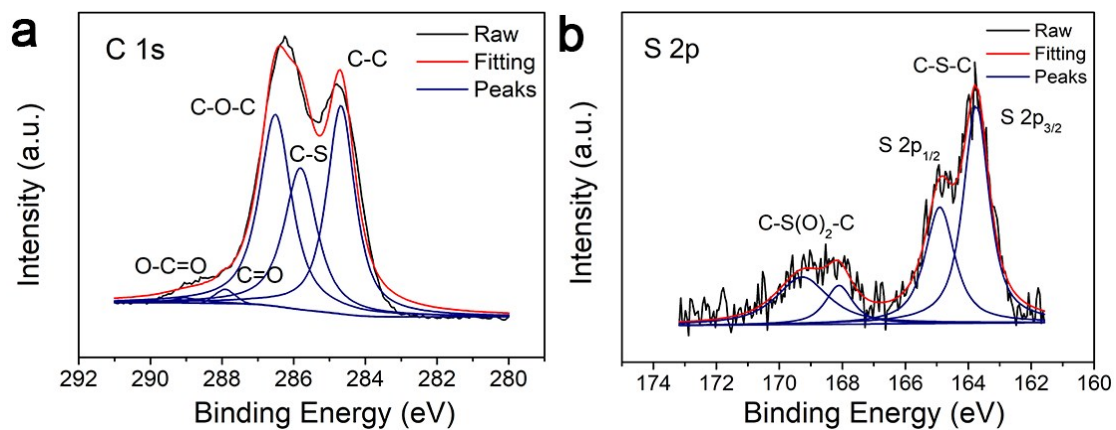 a
C 1s
Raw
Fitting
Peaks
C-C
C-O-C
C-S
O-C=O
C=O
Intensity (a.u.)
292 290 288 286 284 282 280
Binding Energy (eV)
b
S 2p
Raw
Fitting
Peaks
C-S-C
S 2p3/2
S 2p1/2
C-S(O)2-C
Intensity (a.u.)
174 172 170 168 166 164 162 160
Binding Energy (eV)